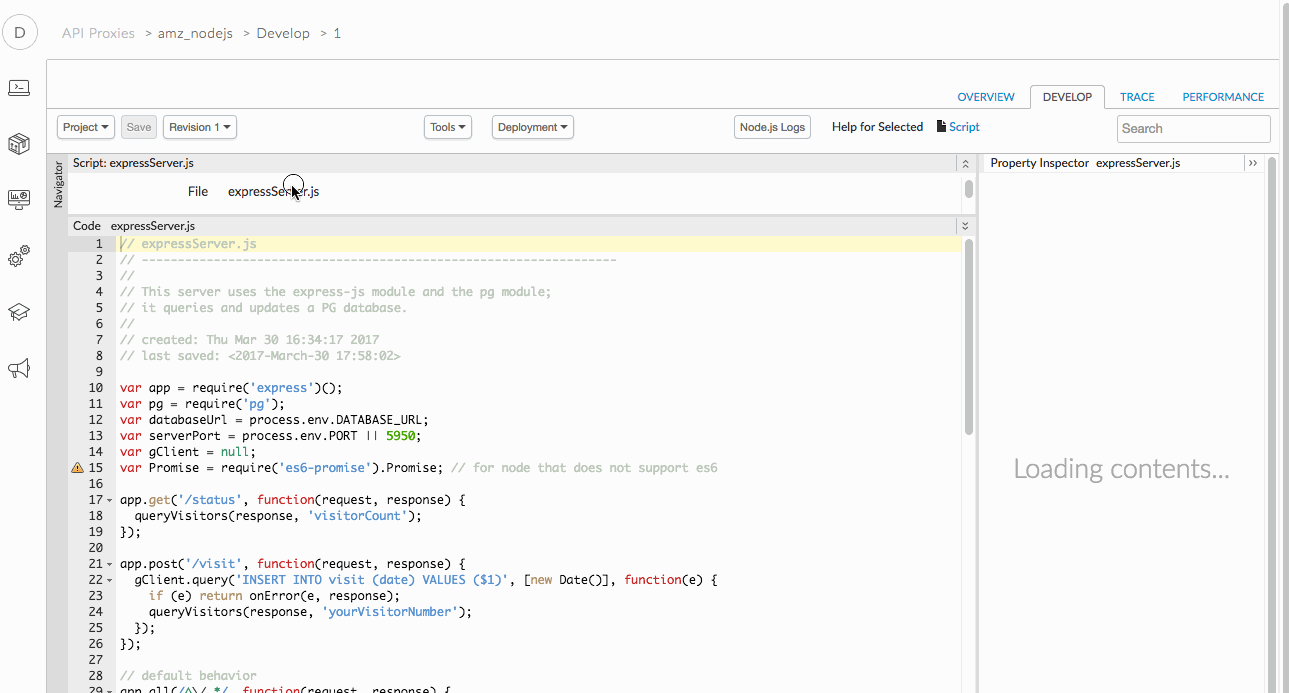 D
API Proxies > amz_nodejs > Develop > 1
OVERVIEW DEVELOP TRACE PERFORMANCE
Project Save Revision 1 Tools Deployment Node.js Logs Help for Selected Script Search
Navigator
Script: expressServer.js
Property Inspector expressServer.js
File expressServer.js
Code expressServer.js
1 // expressServer.js
2 // ------------------------------------------------------------------
3 //
4 // This server uses the express-js module and the pg module;
5 // it queries and updates a PG database.
6 //
7 // created: Thu Mar 30 16:34:17 2017
8 // last saved: <2017-March-30 17:58:02>
9
10 var app = require('express')();
11 var pg = require('pg');
12 var databaseUrl = process.env.DATABASE_URL;
13 var serverPort = process.env.PORT || 5950;
14 var gClient = null;
15 var Promise = require('es6-promise').Promise; // for node that does not support es6
16
17 app.get('/status', function(request, response) {
18   queryVisitors(response, 'visitorCount');
19 });
20
21 app.post('/visit', function(request, response) {
22   gClient.query('INSERT INTO visit (date) VALUES ($1)', [new Date()], function(e) {
23     if (e) return onError(e, response);
24     queryVisitors(response, 'yourVisitorNumber');
25   });
26 });
27
28 // default behavior
29 app.all(/^\/.*/, function(request, response) {
Loading contents...